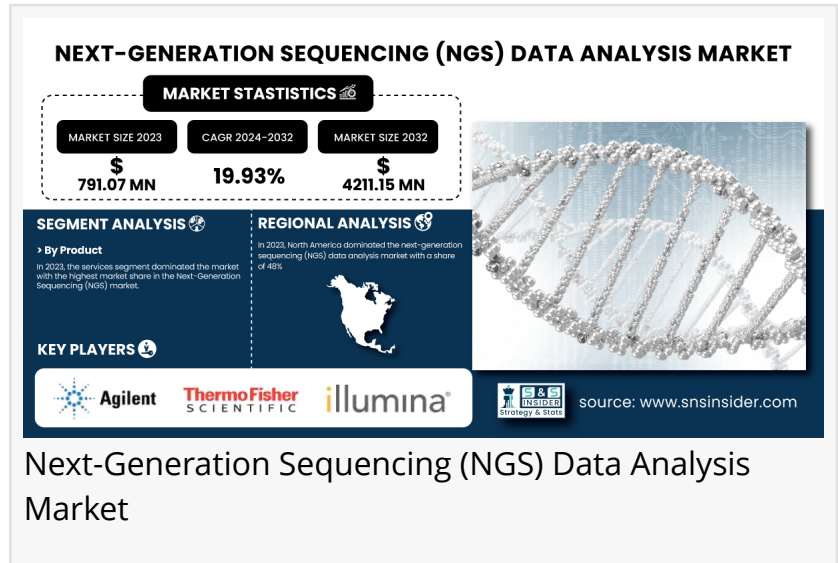 NEXT-GENERATION SEQUENCING (NGS) DATA ANALYSIS MARKET
MARKET STASTISTICS
MARKET SIZE 2023
$
791.07 MN
CAGR 2024-2032
19.93%
MARKET SIZE 2032
$
4211.15 MN
SEGMENT ANALYSIS
> By Product
In 2023, the services segment dominated the market
with the highest market share in the Next-Generation
Sequencing (NGS) market.
REGIONAL ANALYSIS
In 2023, North America dominated the next-generation
sequencing (NGS) data analysis market with a share
of 48%
KEY PLAYERS
Agilent
ThermoFisher
SCIENTIFIC
illumina®
S&S
INSIDER
Strategy & Stats
source: www.snsinsider.com
Next-Generation Sequencing (NGS) Data Analysis
Market